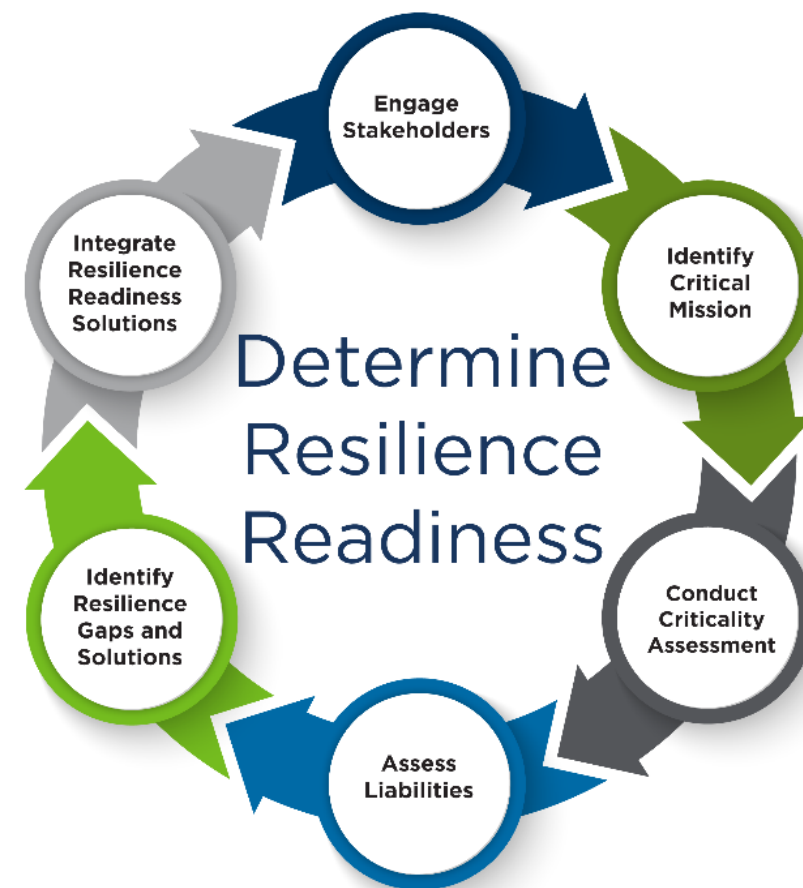 Engage
Stakeholders
Identify
Critical
Mission
Conduct
Criticality
Assessment
Assess
Liabilities
Identify
Resilience
Gaps and
Solutions
Integrate
Resilience
Readiness
Solutions
Determine
Resilience
Readiness